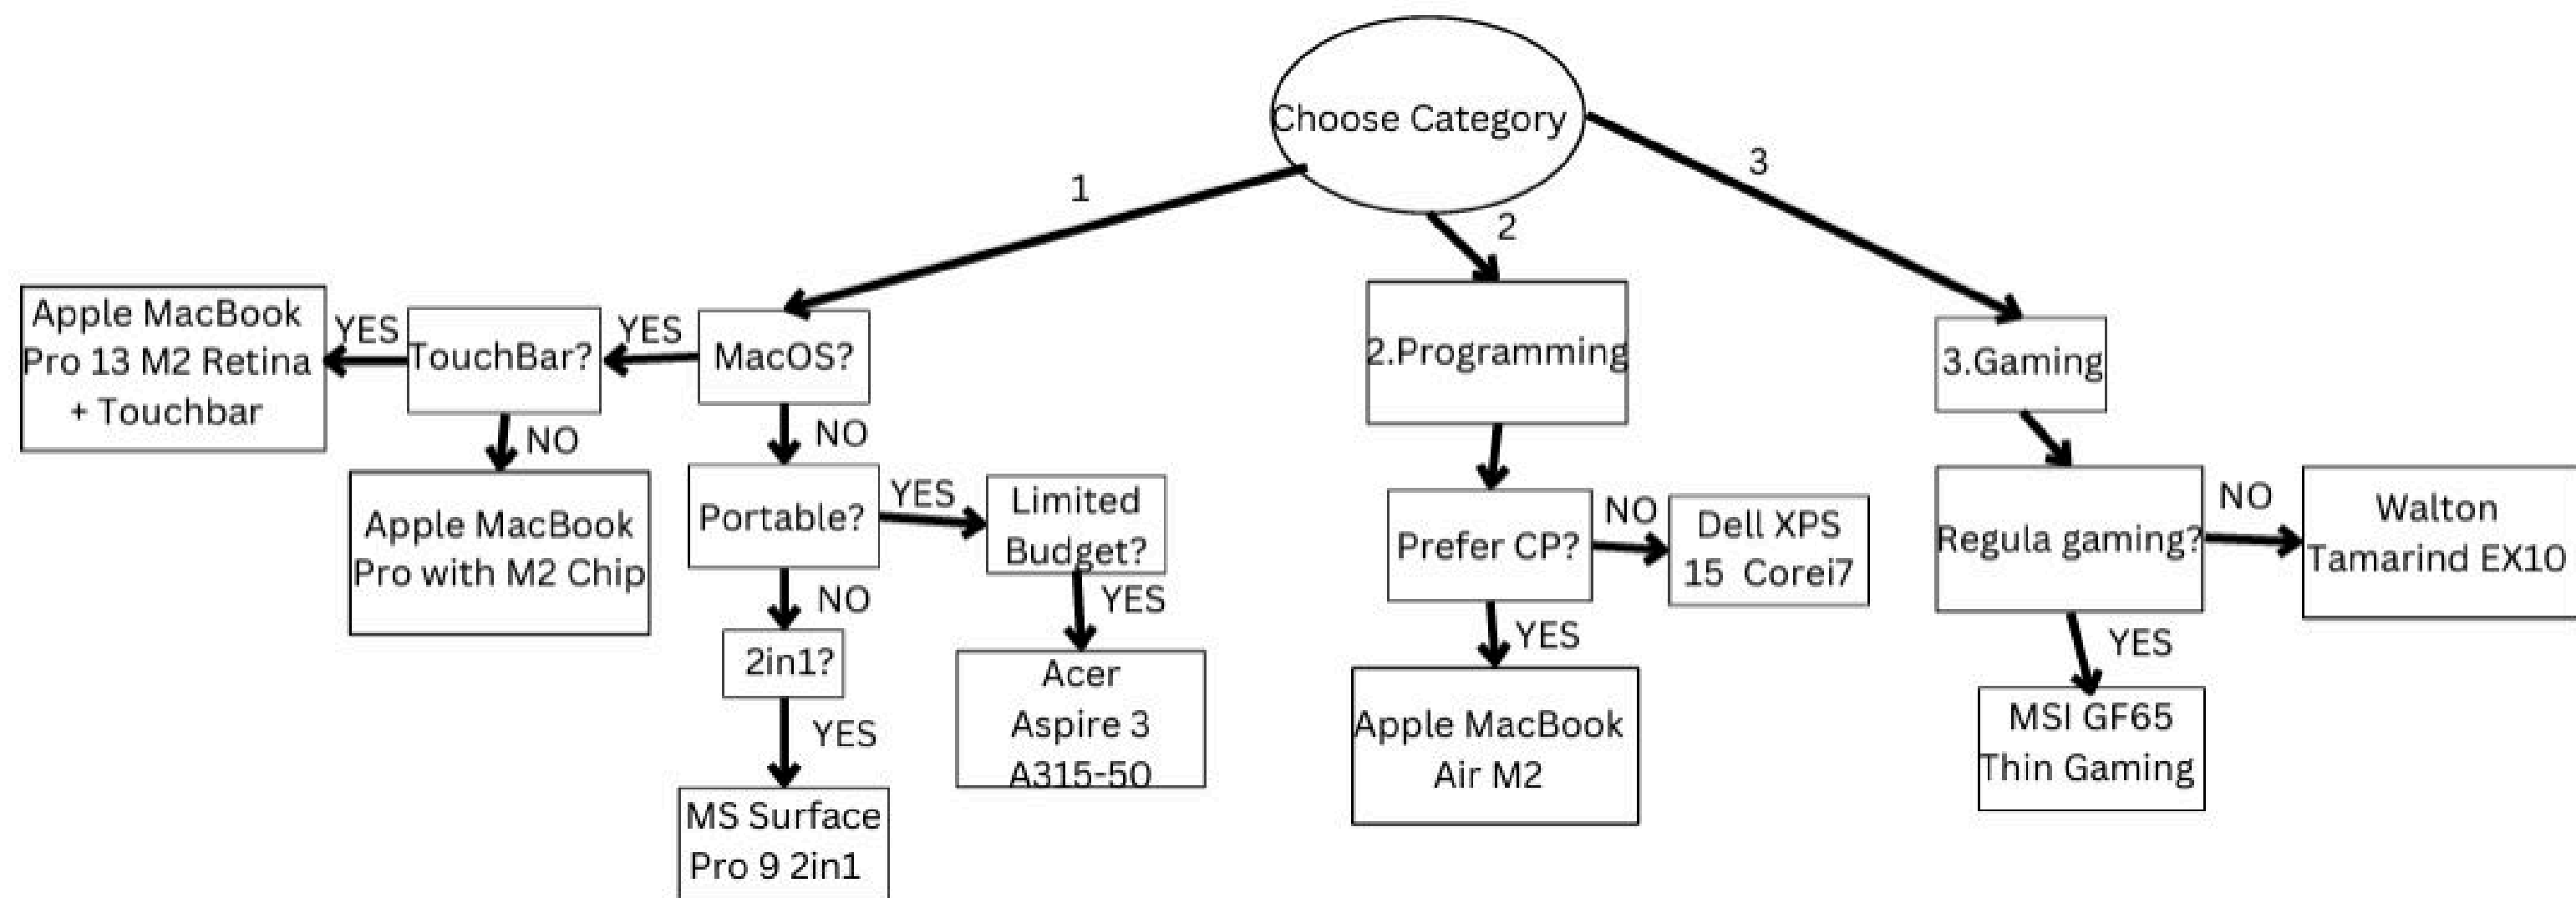 Choose Category
1
2
3
Apple MacBook
Pro 13 M2 Retina
+ Touchbar
YES
TouchBar?
YES
MacOS?
2.Programming
3.Gaming
NO
NO
Apple MacBook
Pro with M2 Chip
Portable?
YES
Limited
Budget?
Prefer CP?
NO
Dell XPS
15 Corei7
Regula gaming?
NO
Walton
Tamarind EX10
NO
YES
YES
YES
2in1?
Acer
Aspire 3
A315-50
Apple MacBook
Air M2
MSI GF65
Thin Gaming
YES
MS Surface
Pro 9 2in1